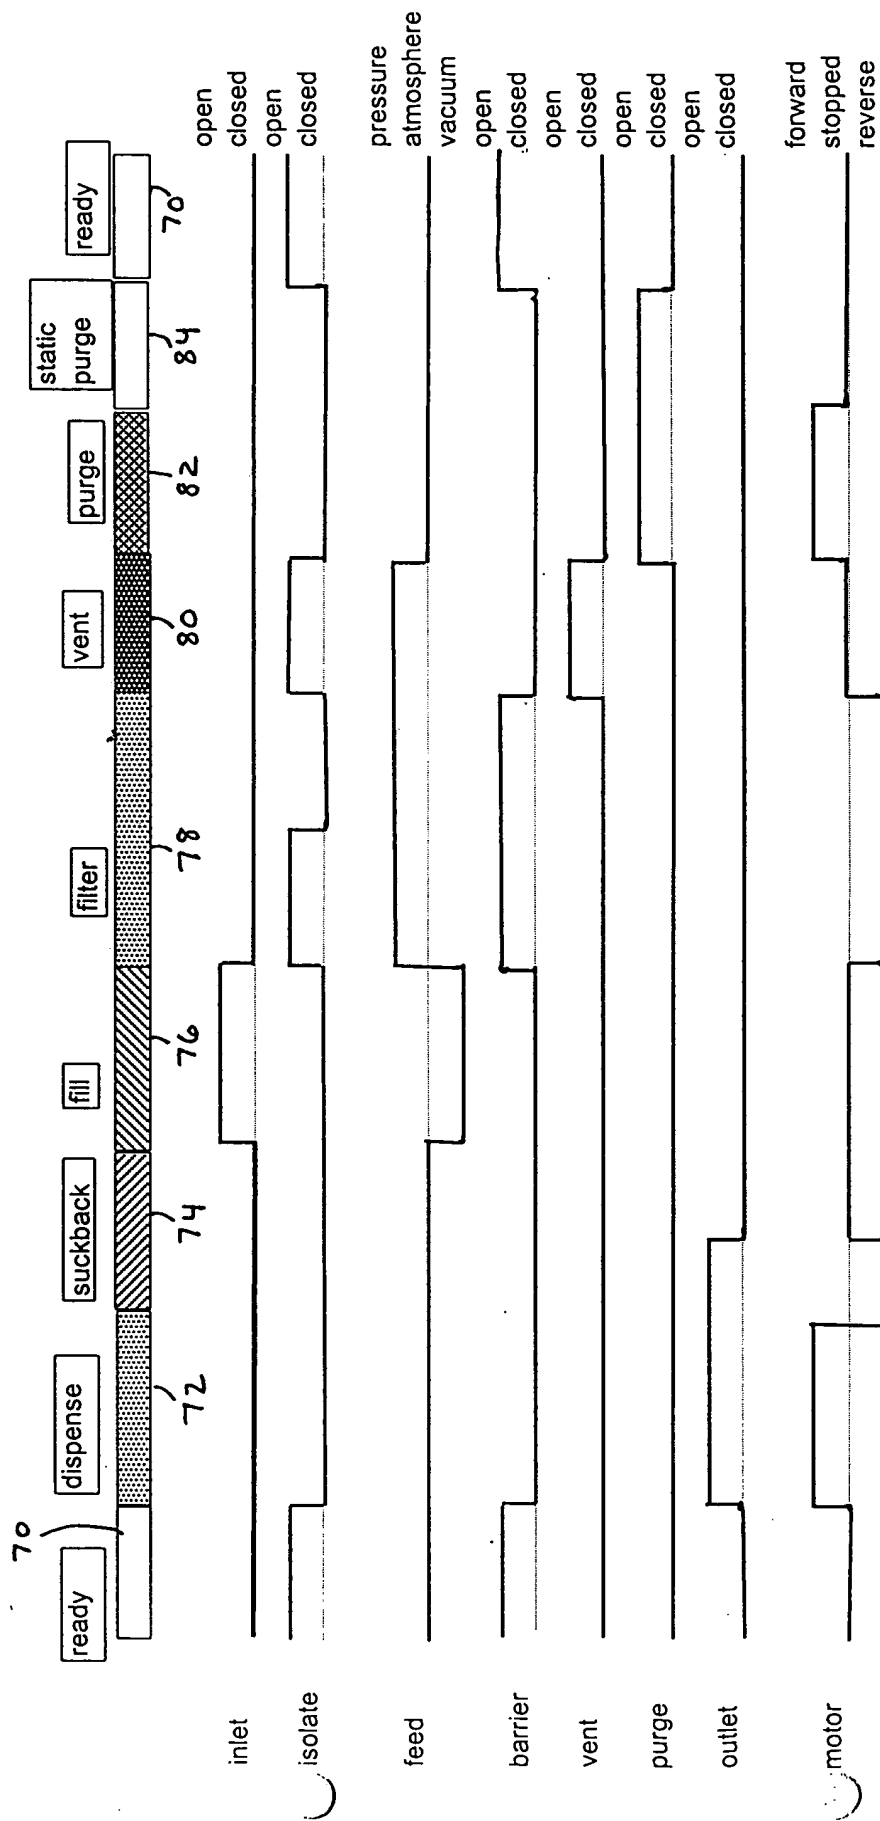 ready
dispense
suckback
fill
filter
vent
purge
static
purge
ready
70
72
74
76
78
80
82
84
70
inlet
open
closed
isolate
open
closed
feed
pressure
atmosphere
vacuum
barrier
open
closed
vent
open
closed
purge
open
closed
outlet
open
closed
motor
forward
stopped
reverse